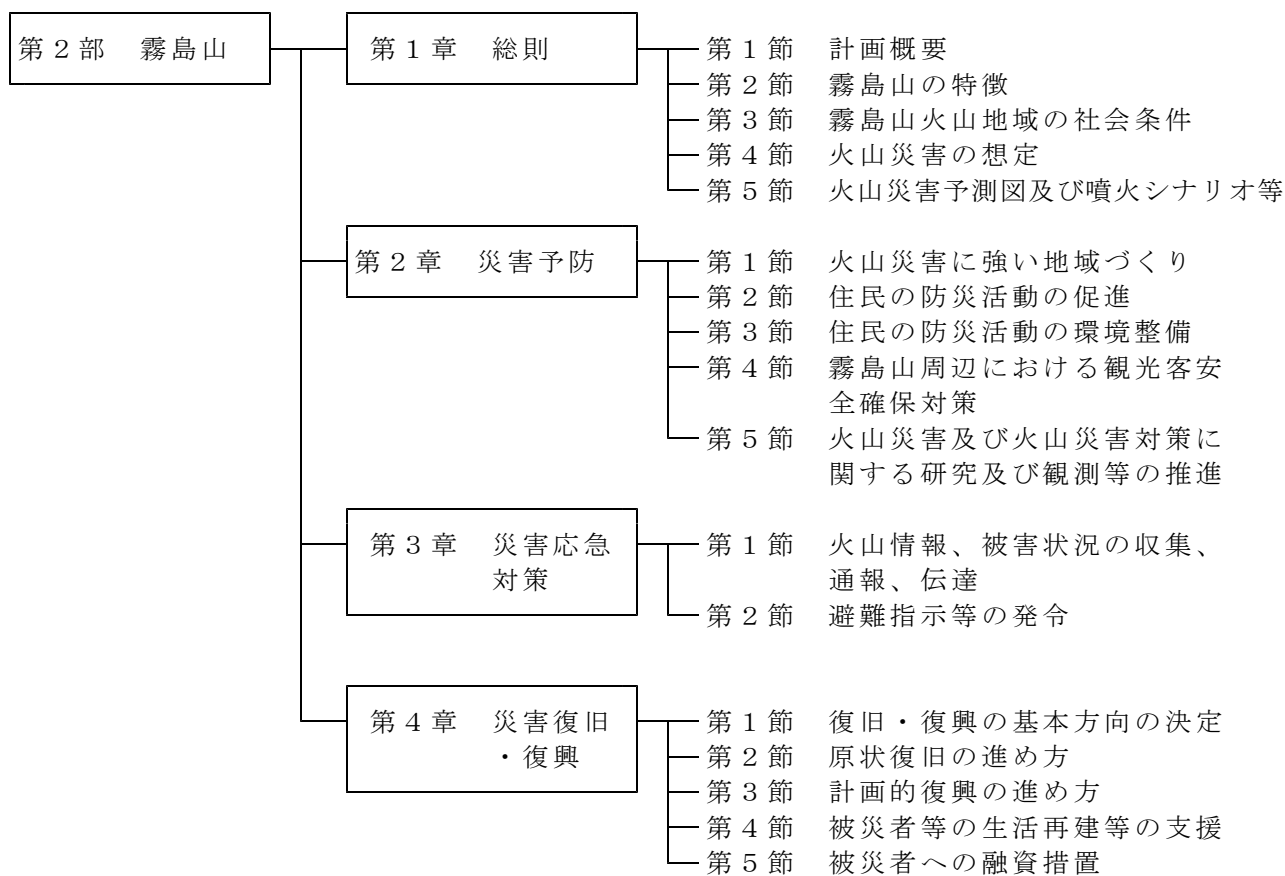 第２部　霧島山
第１章　総則
第１節　計画概要
第２節　霧島山の特徴
第３節　霧島山火山地域の社会条件
第４節　火山災害の想定
第５節　火山災害予測図及び噴火シナリオ等
第２章　災害予防
第１節　火山災害に強い地域づくり
第２節　住民の防災活動の促進
第３節　住民の防災活動の環境整備
第４節　霧島山周辺における観光客安
全確保対策
第５節　火山災害及び火山災害対策に
関する研究及び観測等の推進
第３章　災害応急
対策
第１節　火山情報、被害状況の収集、
通報、伝達
第２節　避難指示等の発令
第４章　災害復旧
・復興
第１節　復旧・復興の基本方向の決定
第２節　原状復旧の進め方
第３節　計画的復興の進め方
第４節　被災者等の生活再建等の支援
第５節　被災者への融資措置